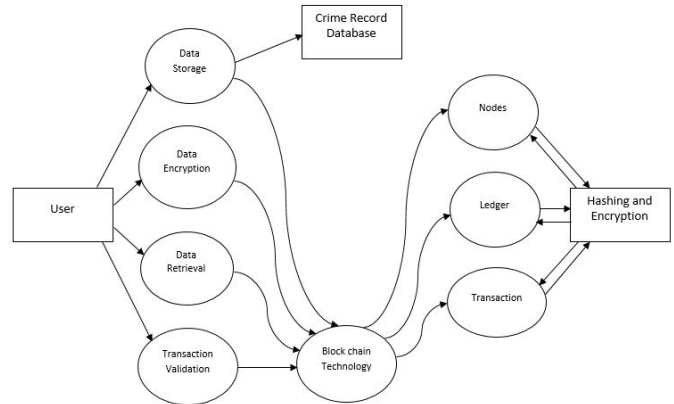 Crime Record
Database
Data
Storage
Nodes
Data
Encryption
User
Ledger
Hashing and
Encryption
Data
Retrieval
Transaction
Transaction
Validation
Block chain
Technology